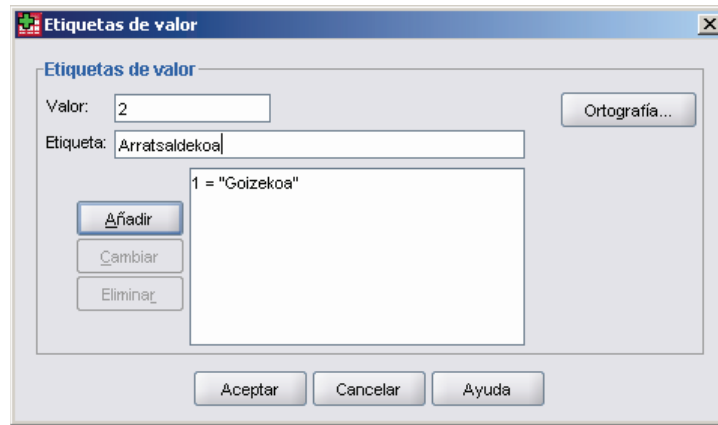 Etiquetas de valor
Etiquetas de valor
Valor: 2
Ortografía...
Etiqueta: Arratsaldekoa
1 = "Goizekoa"
Añadir
Cambiar
Eliminar
Aceptar Cancelar Ayuda